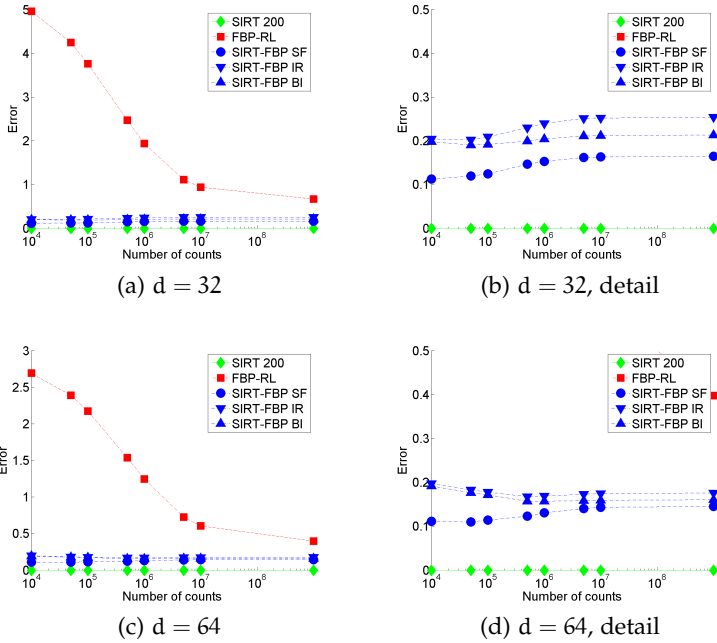 5
4
3
2
1
0
Error
10^4
10^5
10^6
10^7
10^8
Number of counts
SIRT 200
FBP-RL
SIRT-FBP SF
SIRT-FBP IR
SIRT-FBP BI
(a) d = 32
0.5
0.4
0.3
0.2
0.1
0
Error
10^4
10^5
10^6
10^7
10^8
Number of counts
SIRT 200
FBP-RL
SIRT-FBP SF
SIRT-FBP IR
SIRT-FBP BI
(b) d = 32, detail
3
2.5
2
1.5
1
0.5
0
Error
10^4
10^5
10^6
10^7
10^8
Number of counts
SIRT 200
FBP-RL
SIRT-FBP SF
SIRT-FBP IR
SIRT-FBP BI
(c) d = 64
0.5
0.4
0.3
0.2
0.1
0
Error
10^4
10^5
10^6
10^7
10^8
Number of counts
SIRT 200
FBP-RL
SIRT-FBP SF
SIRT-FBP IR
SIRT-FBP BI
(d) d = 64, detail